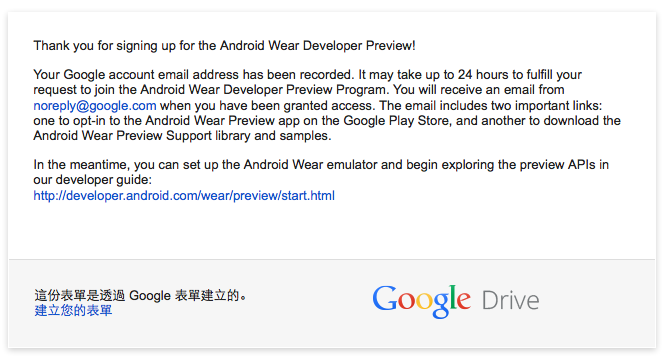 Thank you for signing up for the Android Wear Developer Preview!
Your Google account email address has been recorded. It may take up to 24 hours to fulfill your
request to join the Android Wear Developer Preview Program. You will receive an email from
noreply@google.com when you have been granted access. The email includes two important links:
one to opt-in to the Android Wear Preview app on the Google Play Store, and another to download the
Android Wear Preview Support library and samples.
In the meantime, you can set up the Android Wear emulator and begin exploring the preview APIs in
our developer guide:
http://developer.android.com/wear/preview/start.html
這份表單是透過 Google 表單建立的。
建立您的表單
Google Drive